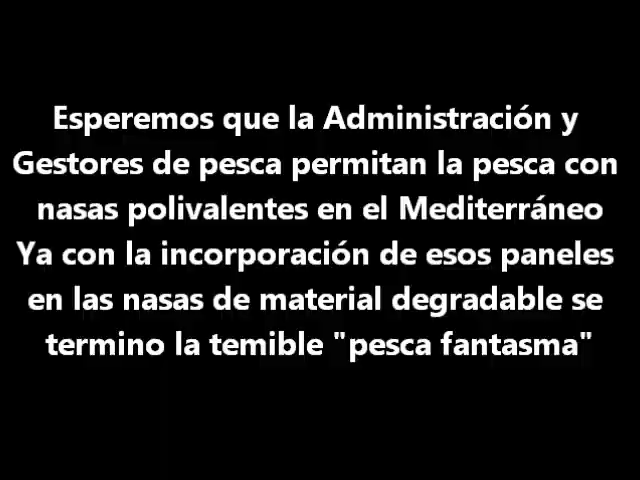 Esperemos que la Administración y
Gestores de pesca permitan la pesca con
nasas polivalentes en el Mediterráneo
Ya con la incorporación de esos paneles
en las nasas de material degradable se
termino la temible "pesca fantasma"